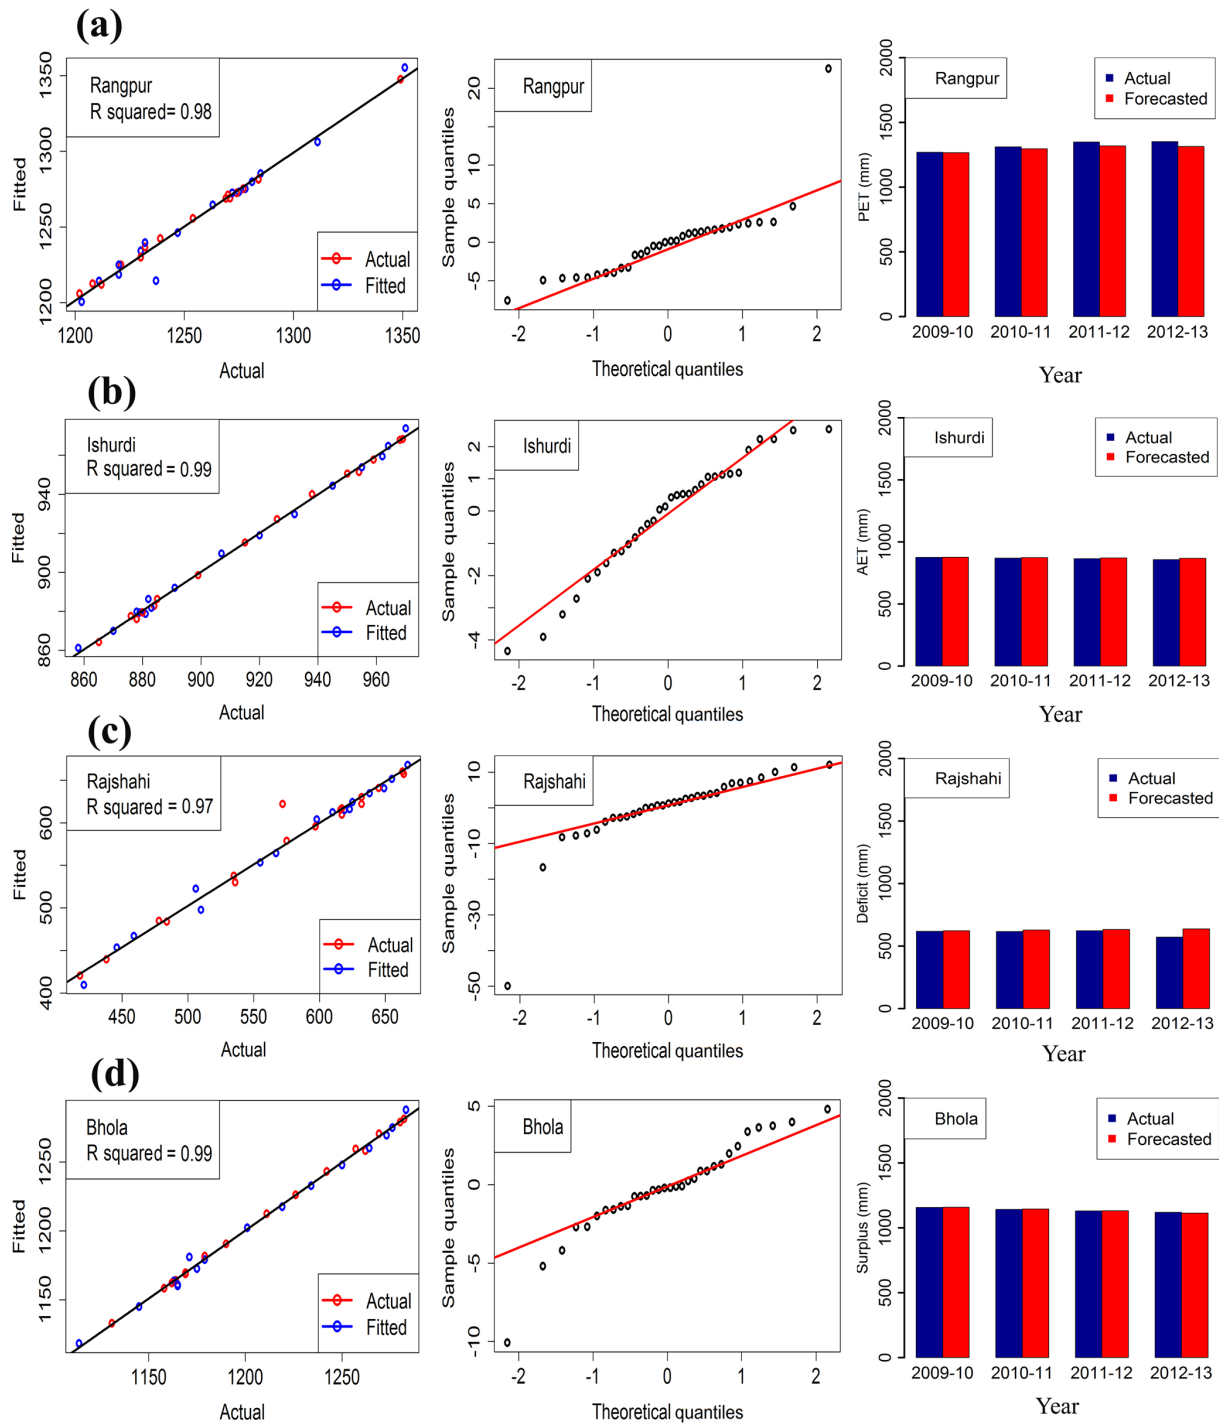 (a)
Rangpur
R squared= 0.98
Fitted
1200
1250
1300
1350
Actual
Fitted
1200
1250
1300
1350
Actual
Rangpur
Sample quantiles
-5
0
5
10
20
-2
-1
0
1
2
Theoretical quantiles
Rangpur
Actual
Forecasted
PET (mm)
0
500
1000
1500
2000
2009-10
2010-11
2011-12
2012-13
Year
(b)
Ishurdi
R squared = 0.99
Fitted
860
900
940
Actual
Fitted
860
880
900
920
940
960
Actual
Ishurdi
Sample quantiles
-4
-2
0
2
-2
-1
0
1
2
Theoretical quantiles
Ishurdi
Actual
Forecasted
AET (mm)
0
500
1000
1500
2000
2009-10
2010-11
2011-12
2012-13
Year
(c)
Rajshahi
R squared = 0.97
Fitted
400
500
600
Actual
Fitted
450
500
550
600
650
Actual
Rajshahi
Sample quantiles
-50
-30
-10
10
-2
-1
0
1
2
Theoretical quantiles
Rajshahi
Actual
Forecasted
Deficit (mm)
0
500
1000
1500
2000
2009-10
2010-11
2011-12
2012-13
Year
(d)
Bhola
R squared = 0.99
Fitted
1150
1200
1250
Actual
Fitted
1150
1200
1250
Actual
Bhola
Sample quantiles
-10
-5
0
5
-2
-1
0
1
2
Theoretical quantiles
Bhola
Actual
Forecasted
Surplus (mm)
0
500
1000
1500
2000
2009-10
2010-11
2011-12
2012-13
Year